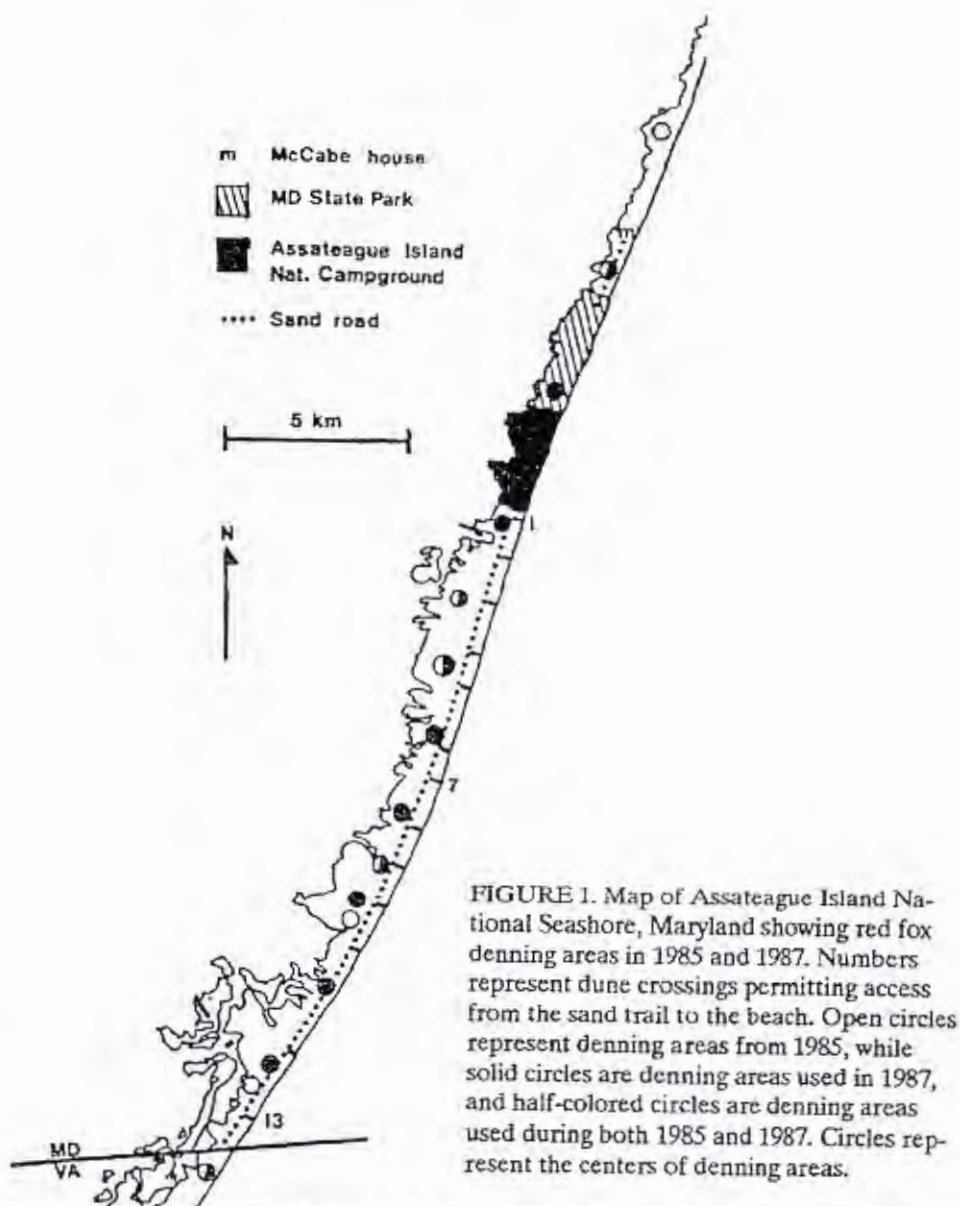 m McCabe house
MD State Park
Assateague Island
Nat. Campground
Sand road
5 km
N
1
7
13
MD
VA
FIGURE 1. Map of Assateague Island Na-
tional Seashore, Maryland showing red fox
denning areas in 1985 and 1987. Numbers
represent dune crossings permitting access
from the sand trail to the beach. Open circles
represent denning areas from 1985, while
solid circles are denning areas used in 1987,
and half-colored circles are denning areas
used during both 1985 and 1987. Circles rep-
resent the centers of denning areas.